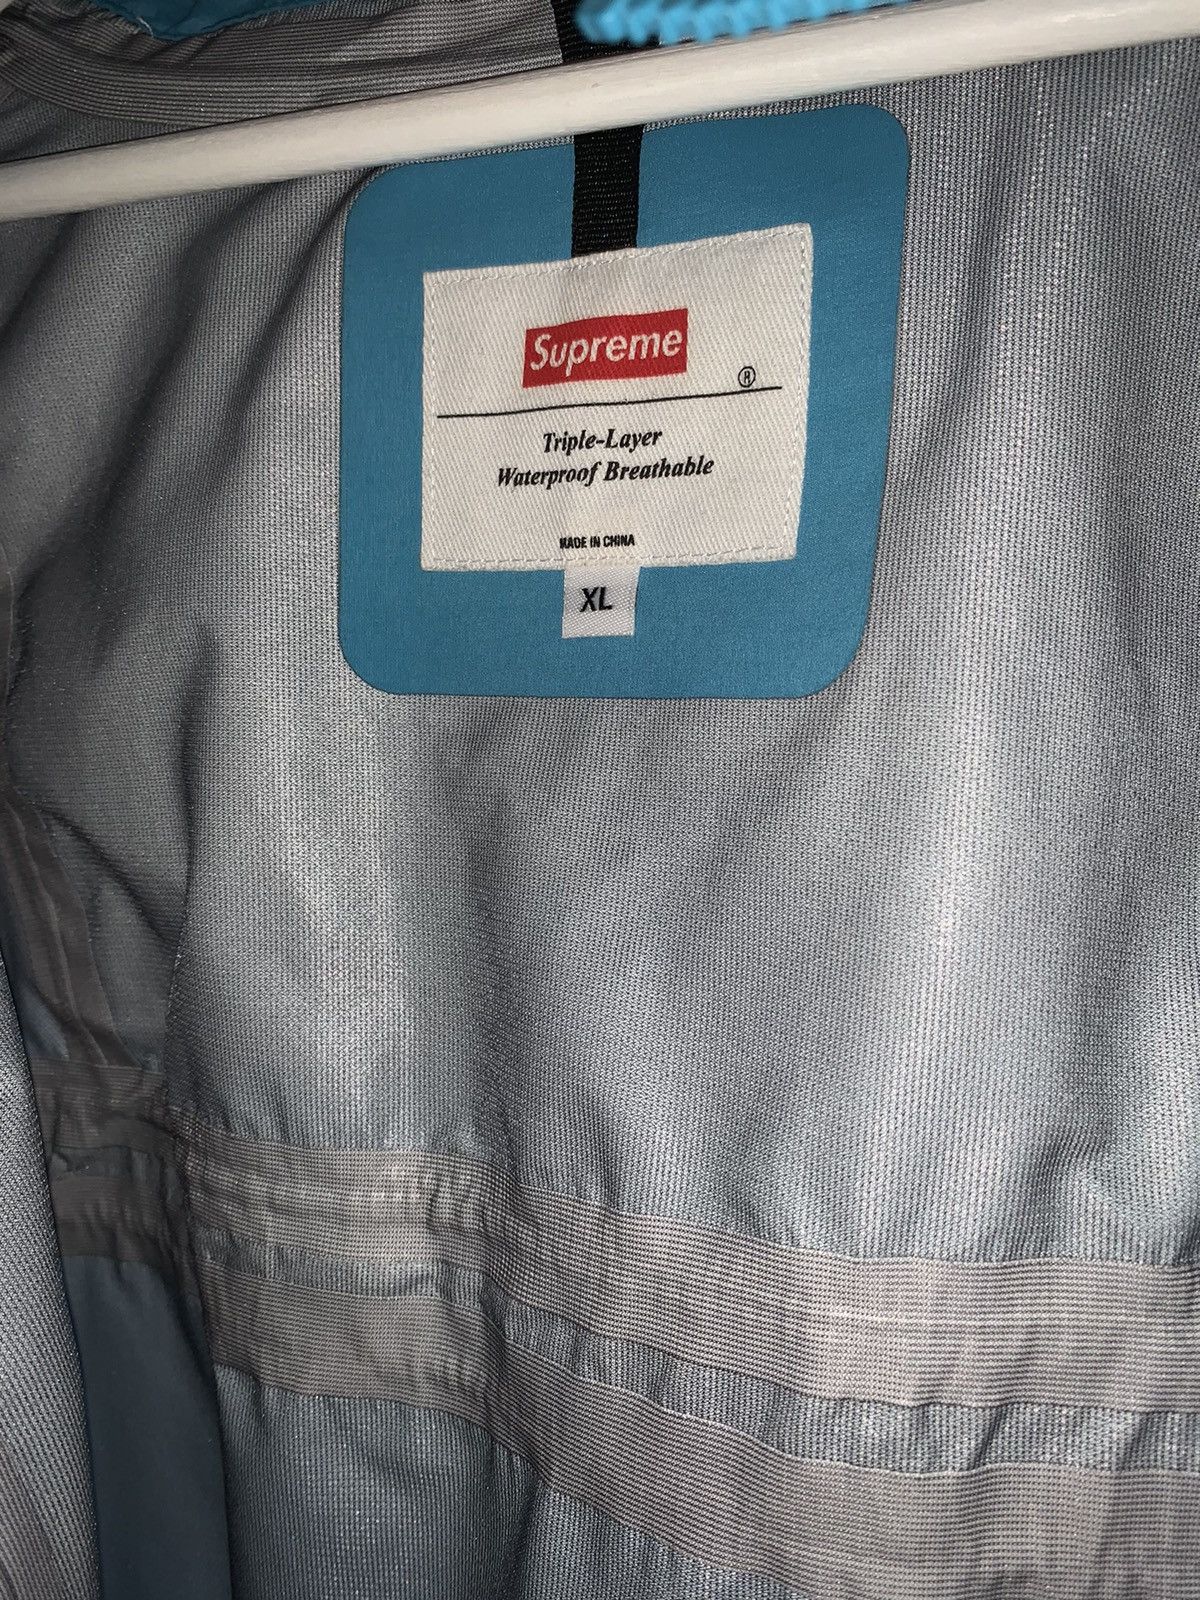 Supreme
®
Triple-Layer
Waterproof Breathable
MADE IN CHINA
XL